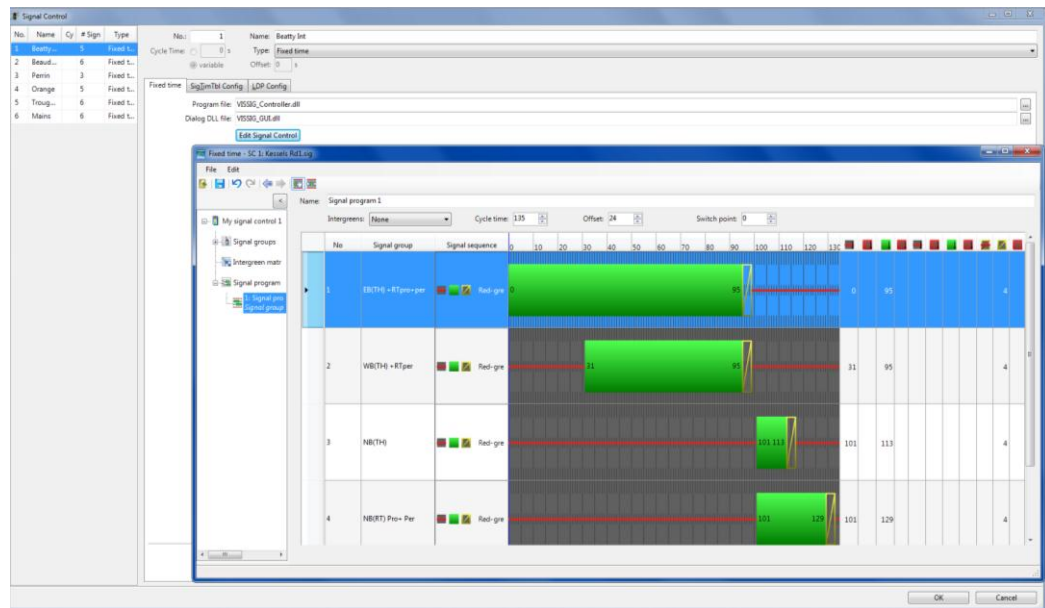 Signal Control
No. Name Cy # Sign Type
1 Beatty... 5 Fixed t...
2 Beaud... 6 Fixed t...
3 Perrin 3 Fixed t...
4 Orange 5 Fixed t...
5 Troug... 6 Fixed t...
6 Mains 6 Fixed t...
No.: 1 Name: Beatty Int
Cycle Time: 0 s Type: Fixed time
variable Offset: 0 s
Fixed time SigTimTbl Config LDP Config
Program file: VISSIG_Controller.dll ...
Dialog DLL file: VISSIG_GUI.dll ...
Edit Signal Control
Fixed time - SC 1: Kessels Rd1.sig
File Edit
< Name: Signal program 1
My signal control 1
Signal groups
Intergreen matr
Signal program
1: Signal pro
Signal group
Intergreens: None Cycle time: 135 Offset: 24 Switch point: 0
No Signal group Signal sequence 0 10 20 30 40 50 60 70 80 90 100 110 120 130
1 EB(TH) +RTpro+per Red-gre 0 95 0 95 4
2 WB(TH) +RTper Red-gre 31 95 31 95 4
3 NB(TH) Red-gre 101 113 101 113 4
4 NB(RT) Pro+ Per Red-gre 101 129 101 129 4
OK Cancel